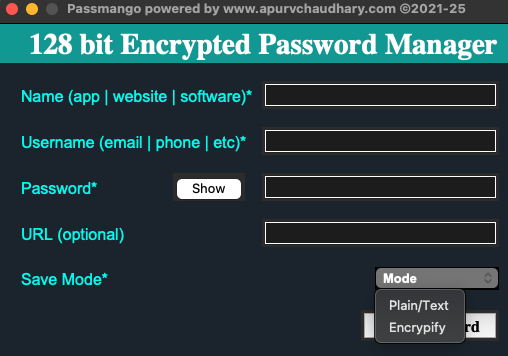 Passmango powered by www.apurvchaudhary.com ©2021-25
128 bit Encrypted Password Manager
Name (app | website | software)*
Username (email | phone | etc)*
Password*
Show
URL (optional)
Save Mode*
Mode
Plain/Text
Encrypify